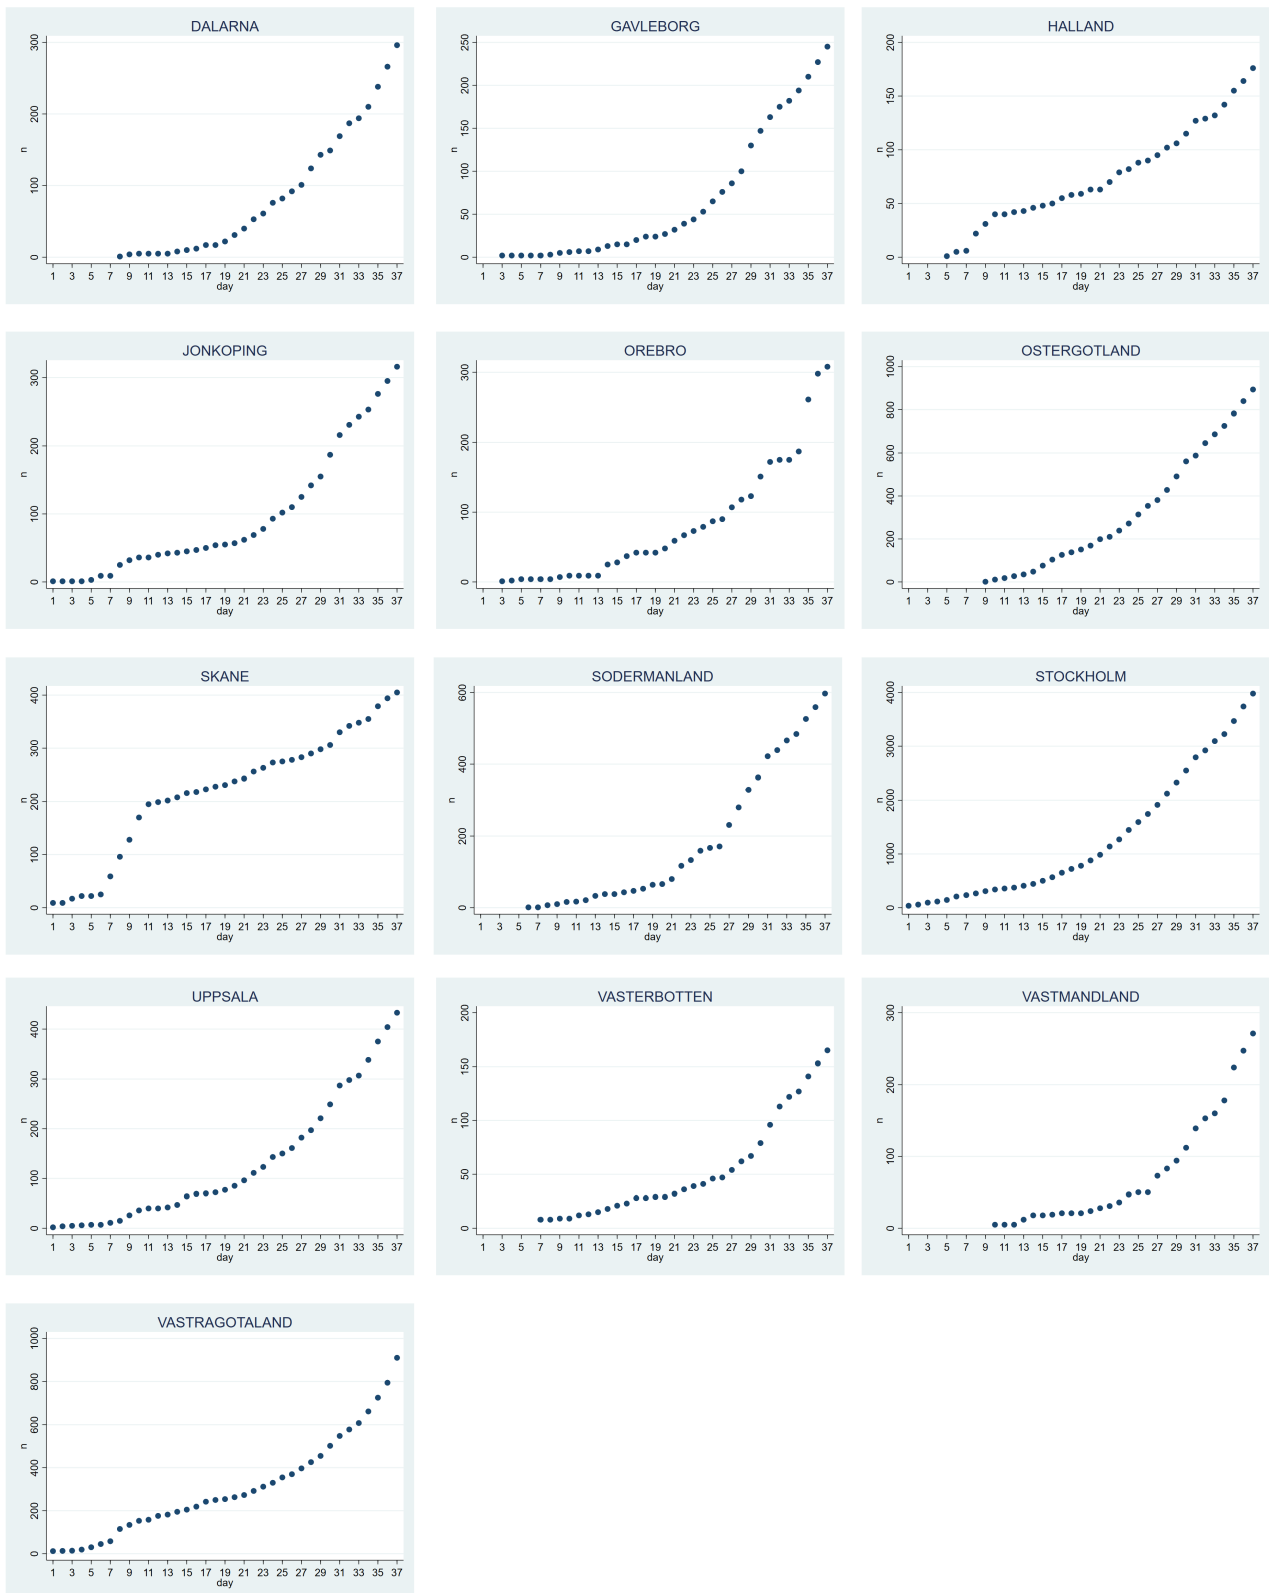 DALARNA
300
200
100
0
n
1 3 5 7 9 11 13 15 17 19 21 23 25 27 29 31 33 35 37
day
GAVLEBORG
250
200
150
100
50
0
n
1 3 5 7 9 11 13 15 17 19 21 23 25 27 29 31 33 35 37
day
HALLAND
200
150
100
50
0
n
1 3 5 7 9 11 13 15 17 19 21 23 25 27 29 31 33 35 37
day
JONKOPING
300
200
100
0
n
1 3 5 7 9 11 13 15 17 19 21 23 25 27 29 31 33 35 37
day
OREBRO
300
200
100
0
n
1 3 5 7 9 11 13 15 17 19 21 23 25 27 29 31 33 35 37
day
OSTERGOTLAND
1000
800
600
400
200
0
n
1 3 5 7 9 11 13 15 17 19 21 23 25 27 29 31 33 35 37
day
SKANE
400
300
200
100
0
n
1 3 5 7 9 11 13 15 17 19 21 23 25 27 29 31 33 35 37
day
SODERMANLAND
600
400
200
0
n
1 3 5 7 9 11 13 15 17 19 21 23 25 27 29 31 33 35 37
day
STOCKHOLM
4000
3000
2000
1000
0
n
1 3 5 7 9 11 13 15 17 19 21 23 25 27 29 31 33 35 37
day
UPPSALA
400
300
200
100
0
n
1 3 5 7 9 11 13 15 17 19 21 23 25 27 29 31 33 35 37
day
VASTERBOTTEN
200
150
100
50
0
n
1 3 5 7 9 11 13 15 17 19 21 23 25 27 29 31 33 35 37
day
VASTMANDLAND
300
200
100
0
n
1 3 5 7 9 11 13 15 17 19 21 23 25 27 29 31 33 35 37
day
VASTRAGOTALAND
1000
800
600
400
200
0
n
1 3 5 7 9 11 13 15 17 19 21 23 25 27 29 31 33 35 37
day